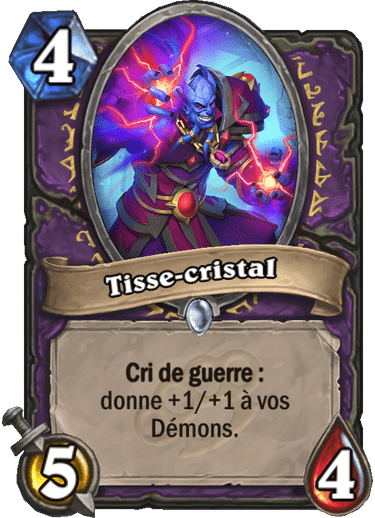 4
Tisse-cristal
Cri de guerre :
donne +1/+1 à vos
Démons.
5
4